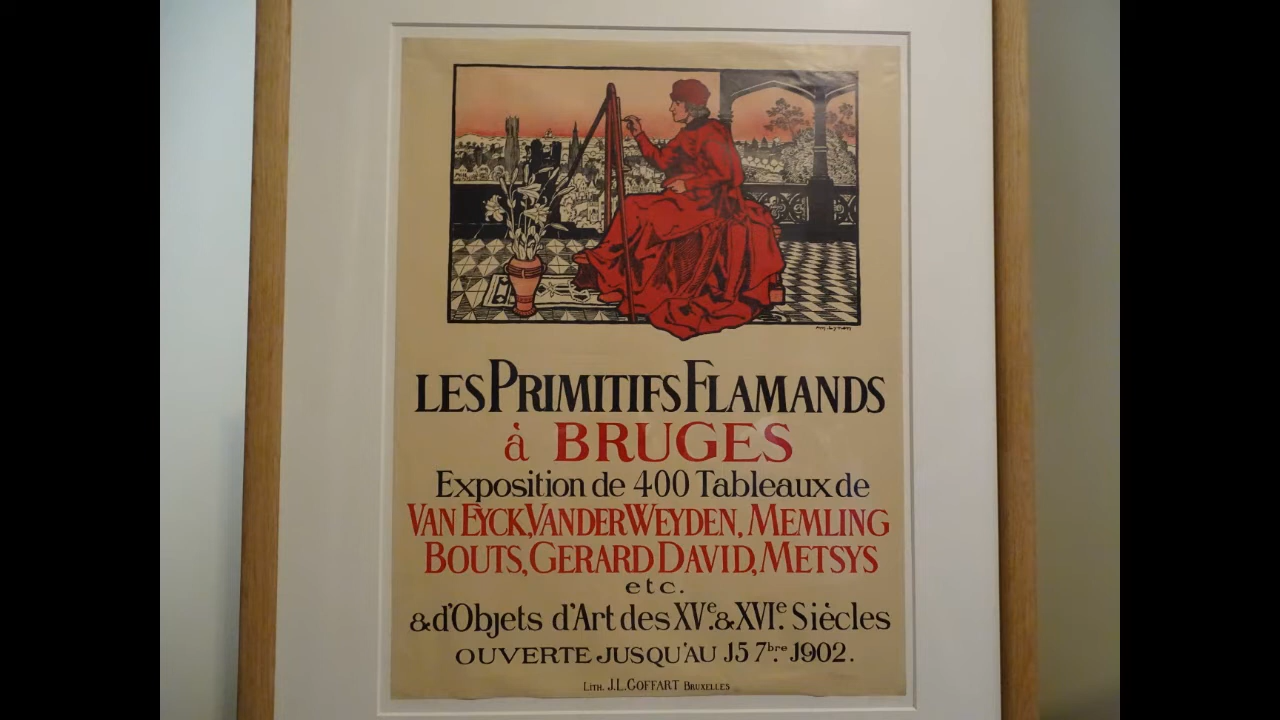 LES PRIMITIFS FLAMANDS
à BRUGES
Exposition de 400 Tableaux de
VAN EYCK, VANDER WEYDEN, MEMLING
BOUTS, GERARD DAVID, METSYS
etc.
& d'Objets d'Art des XVe. & XVIe. Siècles
OUVERTE JUSQU'AU 15 7bre. 1902.
LITH. J.L. GOFFART BRUXELLES